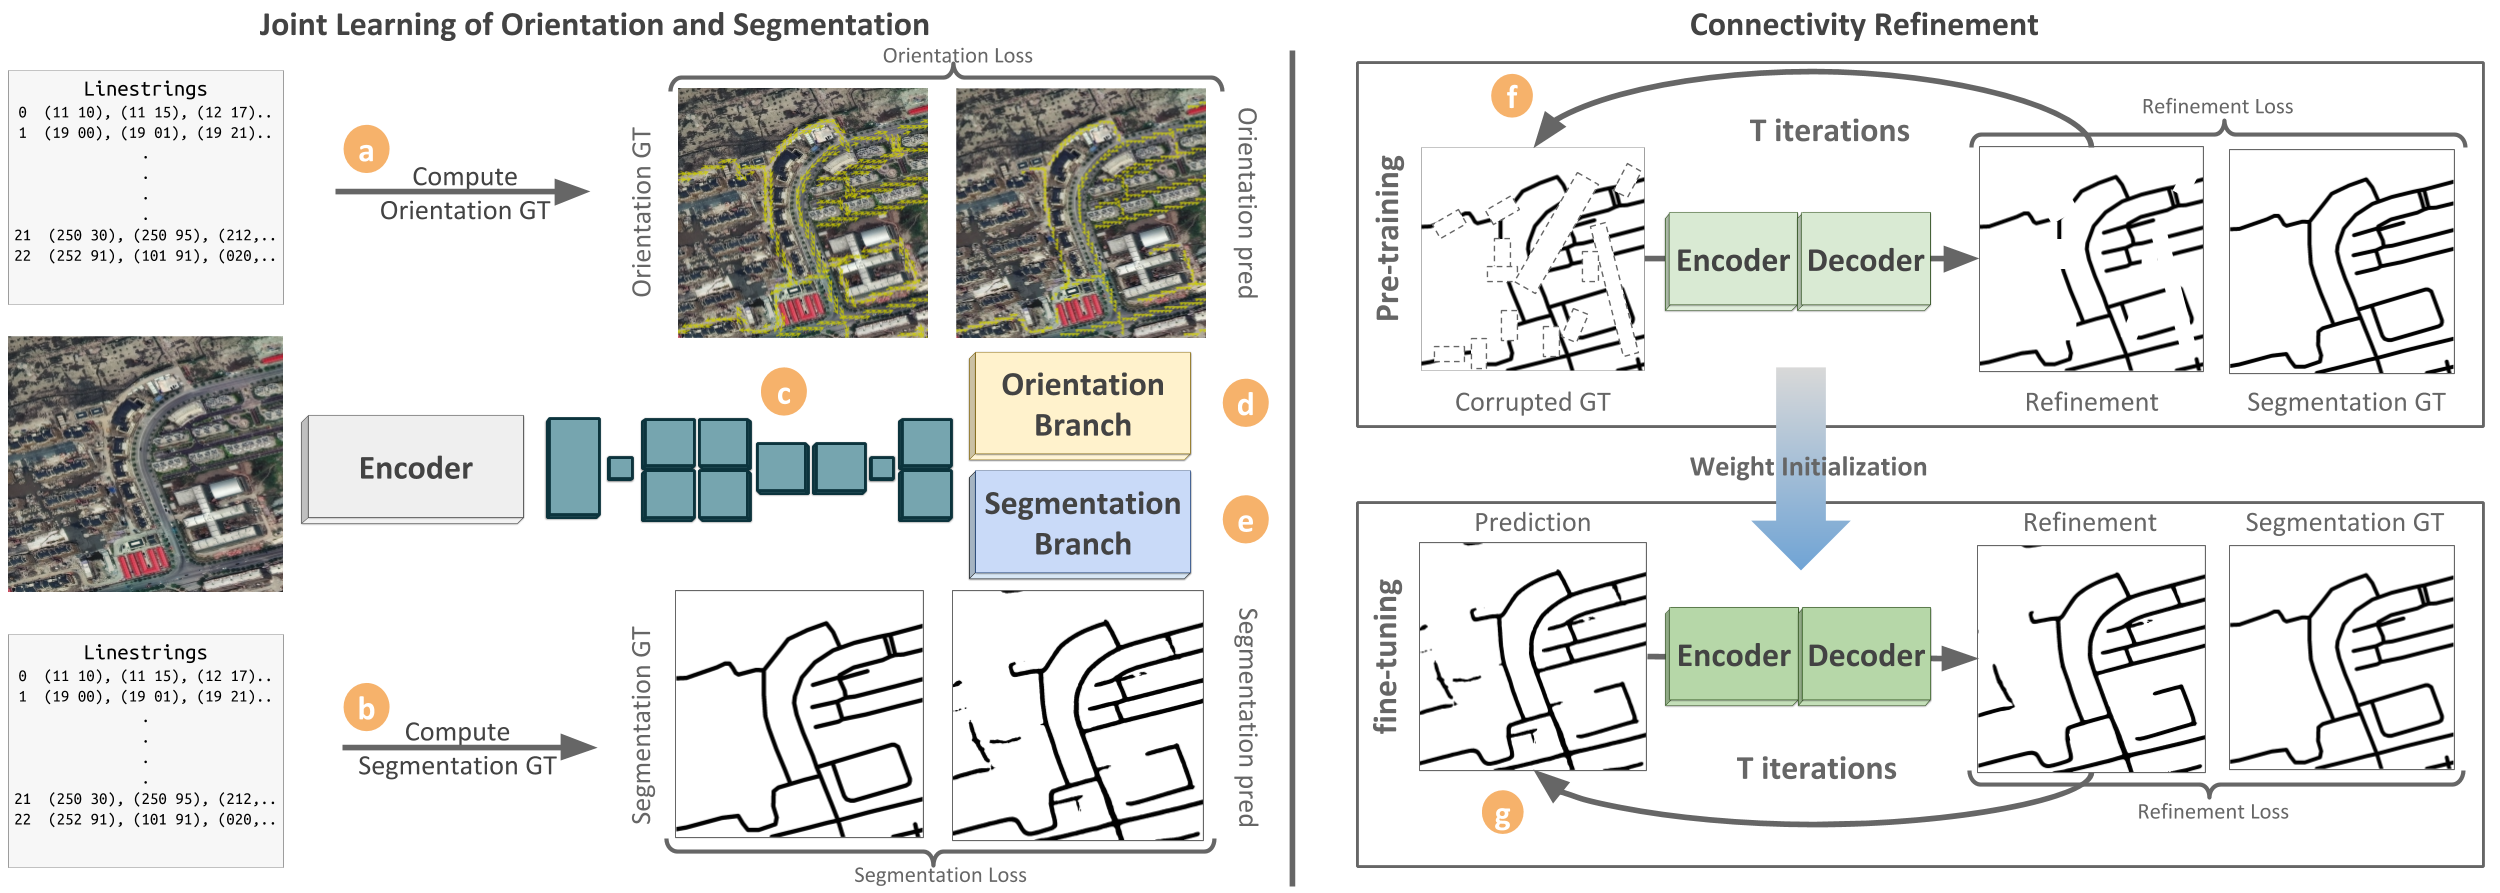 Joint Learning of Orientation and Segmentation
Linestrings
0 (11 10), (11 15), (12 17)..
1 (19 00), (19 01), (19 21)..
.
.
.
.
21 (250 30), (250 95), (212,..
22 (252 91), (101 91), (020,..
a
Compute
Orientation GT
Orientation Loss
Orientation GT
Orientation pred
Encoder
c
Orientation
Branch
d
Segmentation
Branch
e
Linestrings
0 (11 10), (11 15), (12 17)..
1 (19 00), (19 01), (19 21)..
.
.
.
.
21 (250 30), (250 95), (212,..
22 (252 91), (101 91), (020,..
b
Compute
Segmentation GT
Segmentation GT
Segmentation pred
Segmentation Loss
Connectivity Refinement
Pre-training
f
T iterations
Refinement Loss
Encoder
Decoder
Corrupted GT
Refinement
Segmentation GT
Weight Initialization
fine-tuning
Prediction
Refinement
Segmentation GT
Encoder
Decoder
T iterations
g
Refinement Loss